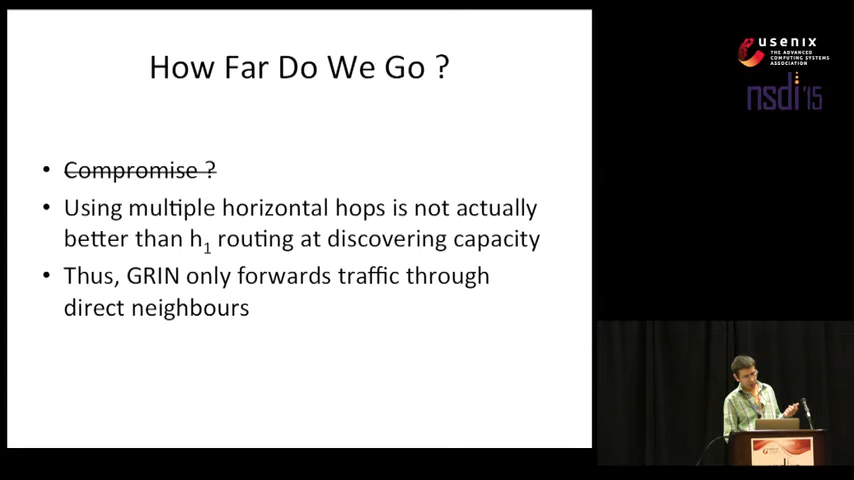 How Far Do We Go ?
• Compromise ?
• Using multiple horizontal hops is not actually
better than h1 routing at discovering capacity
• Thus, GRIN only forwards traffic through
direct neighbours
usenix
THE ADVANCED
COMPUTING SYSTEMS
ASSOCIATION
nsdi'15